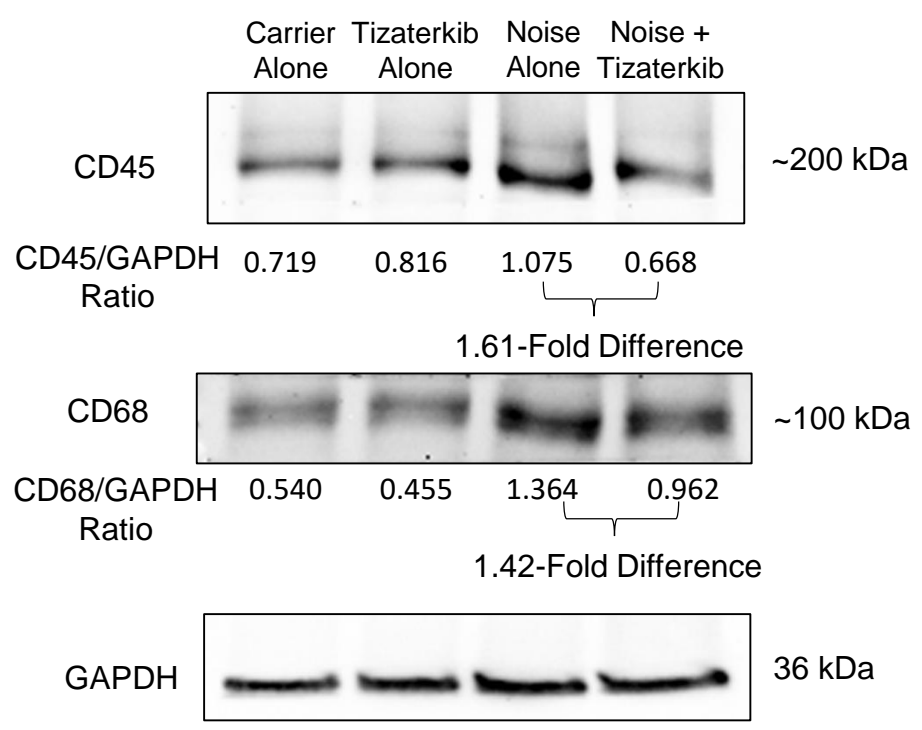 Carrier Tizaterkib Noise Noise +
Alone Alone Alone Tizaterkib
CD45
~200 kDa
CD45/GAPDH 0.719 0.816 1.075 0.668
Ratio
1.61-Fold Difference
CD68
~100 kDa
CD68/GAPDH 0.540 0.455 1.364 0.962
Ratio
1.42-Fold Difference
GAPDH
36 kDa